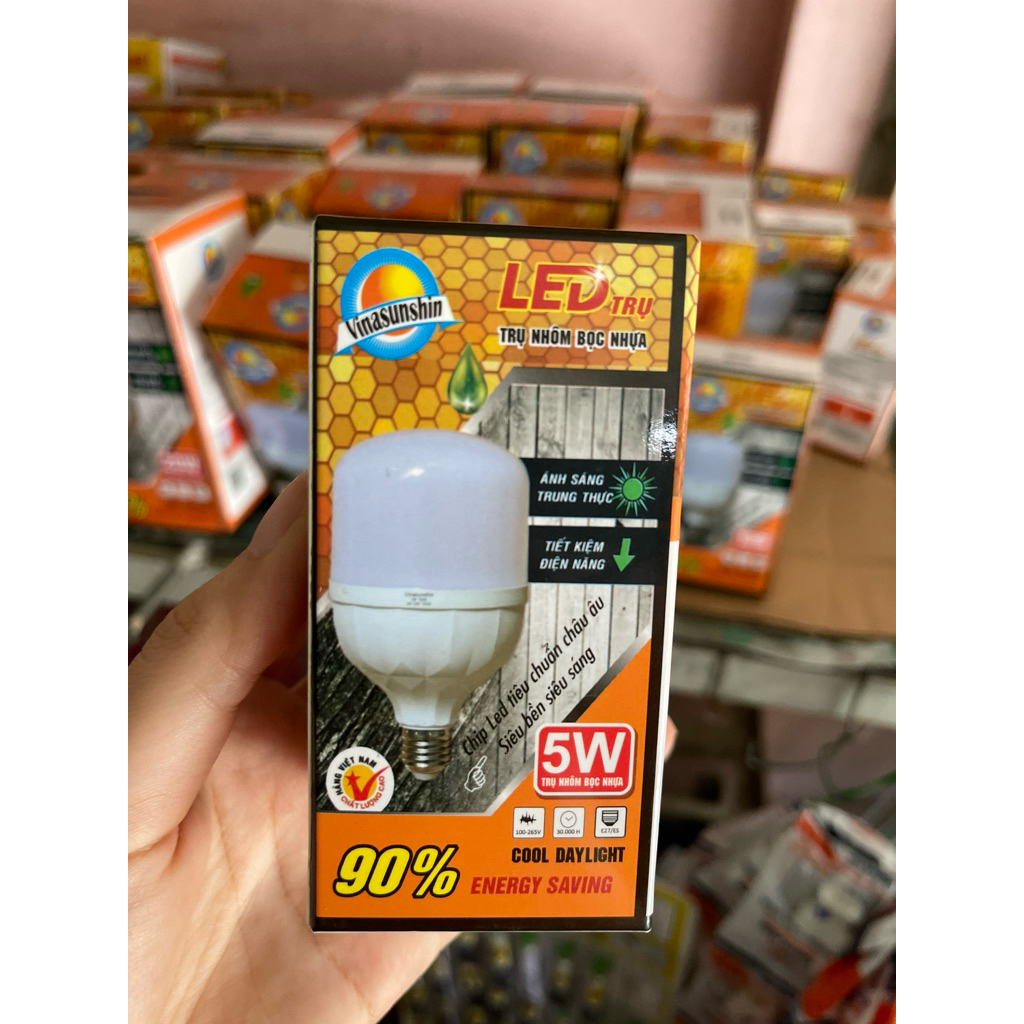 Vinasunshin
LED TRỤ
TRỤ NHÔM BỌC NHỰA
ÁNH SÁNG
TRUNG THỰC
TIẾT KIỆM
ĐIỆN NĂNG
Chip Led tiêu chuẩn châu âu
Siêu bền siêu sáng
5W
TRỤ NHÔM BỌC NHỰA
HÀNG VIỆT NAM
CHẤT LƯỢNG CAO
100-265V
30.000 H
E27/ES
COOL DAYLIGHT
90% ENERGY SAVING